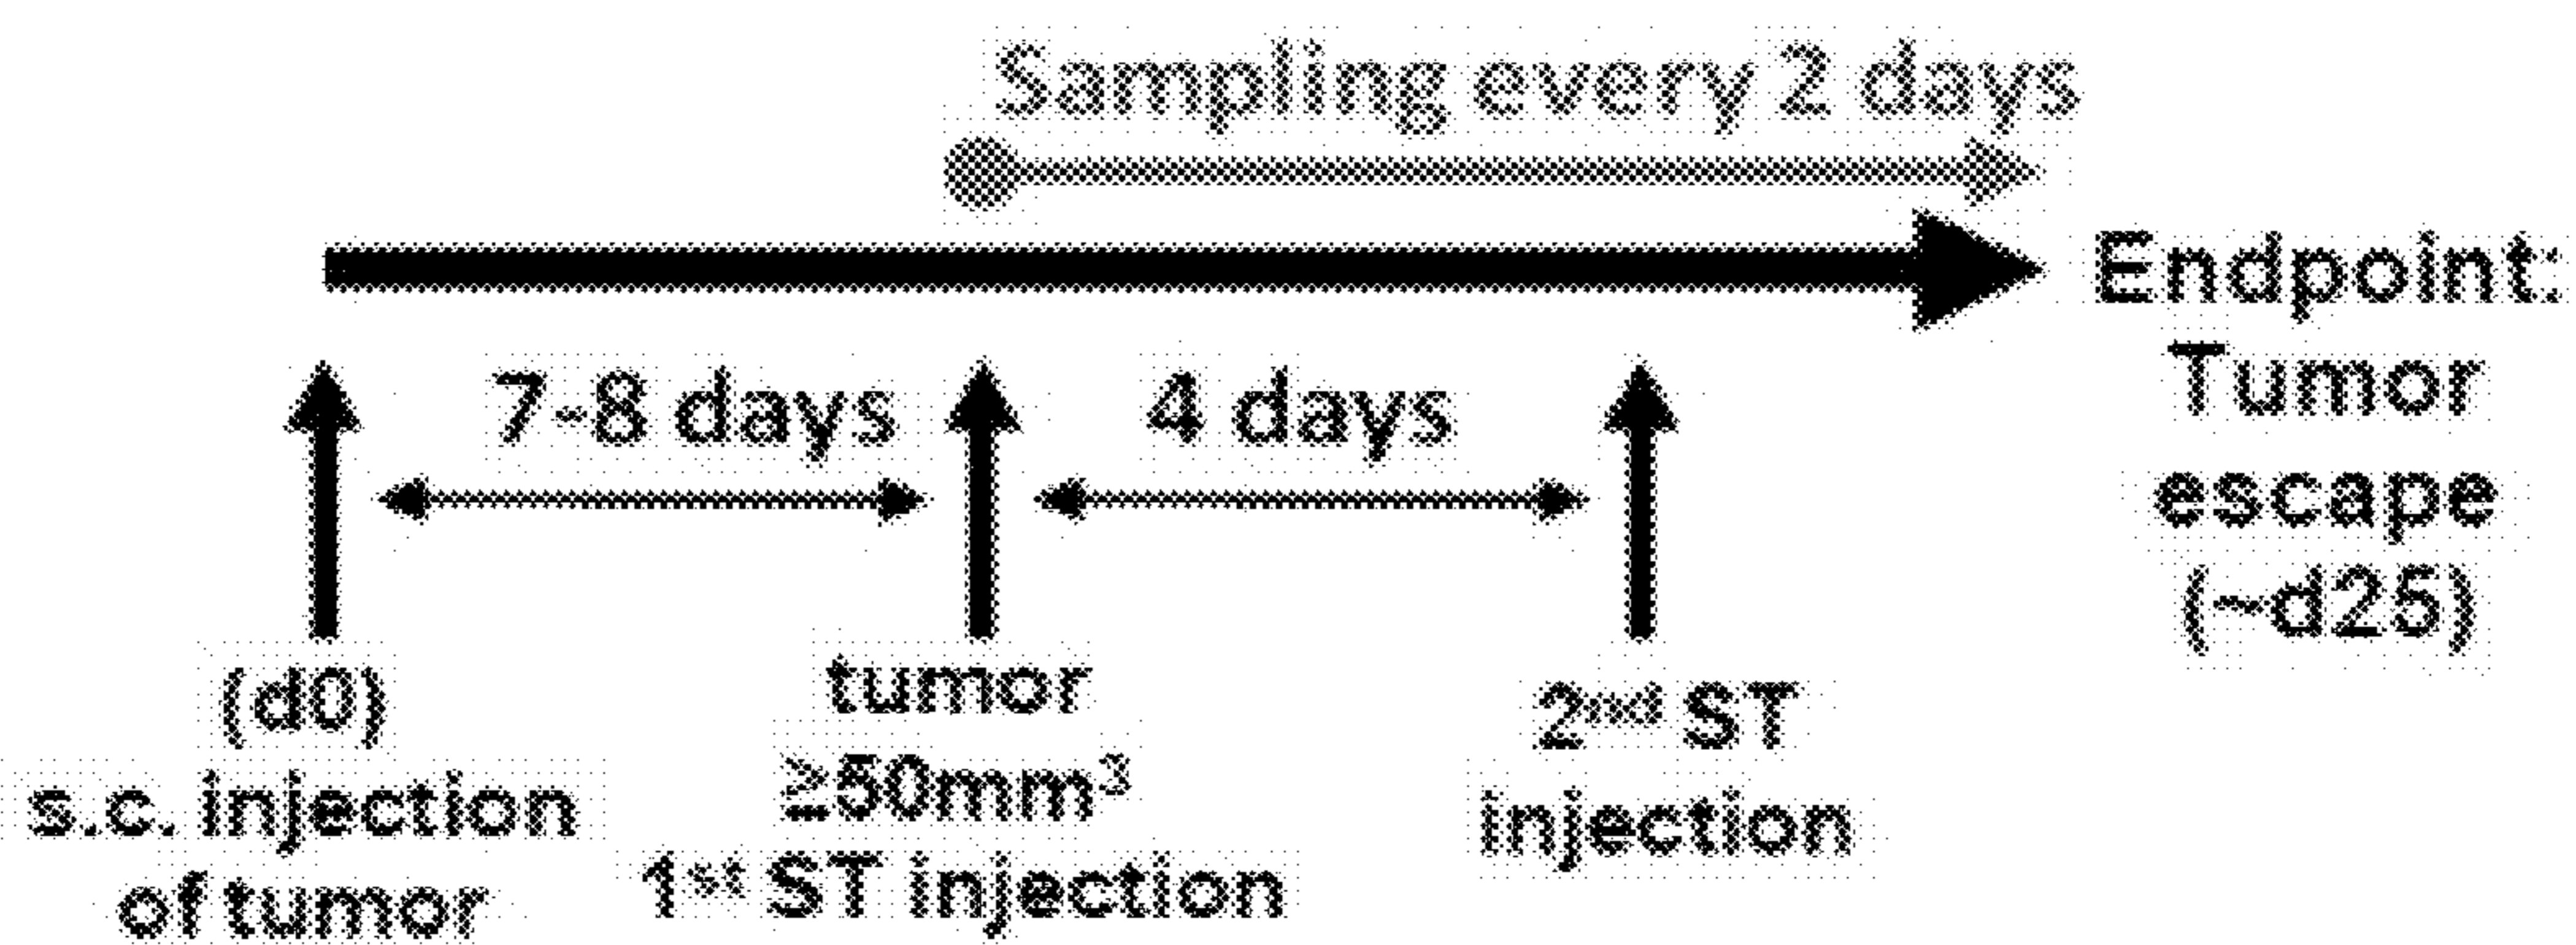 Sampling every 2 days
Endpoint:
Tumor
escape
(~d25)
7-8 days
4 days
(d0)
s.c. injection
of tumor
tumor
≥50mm³
1st ST injection
2nd ST
injection